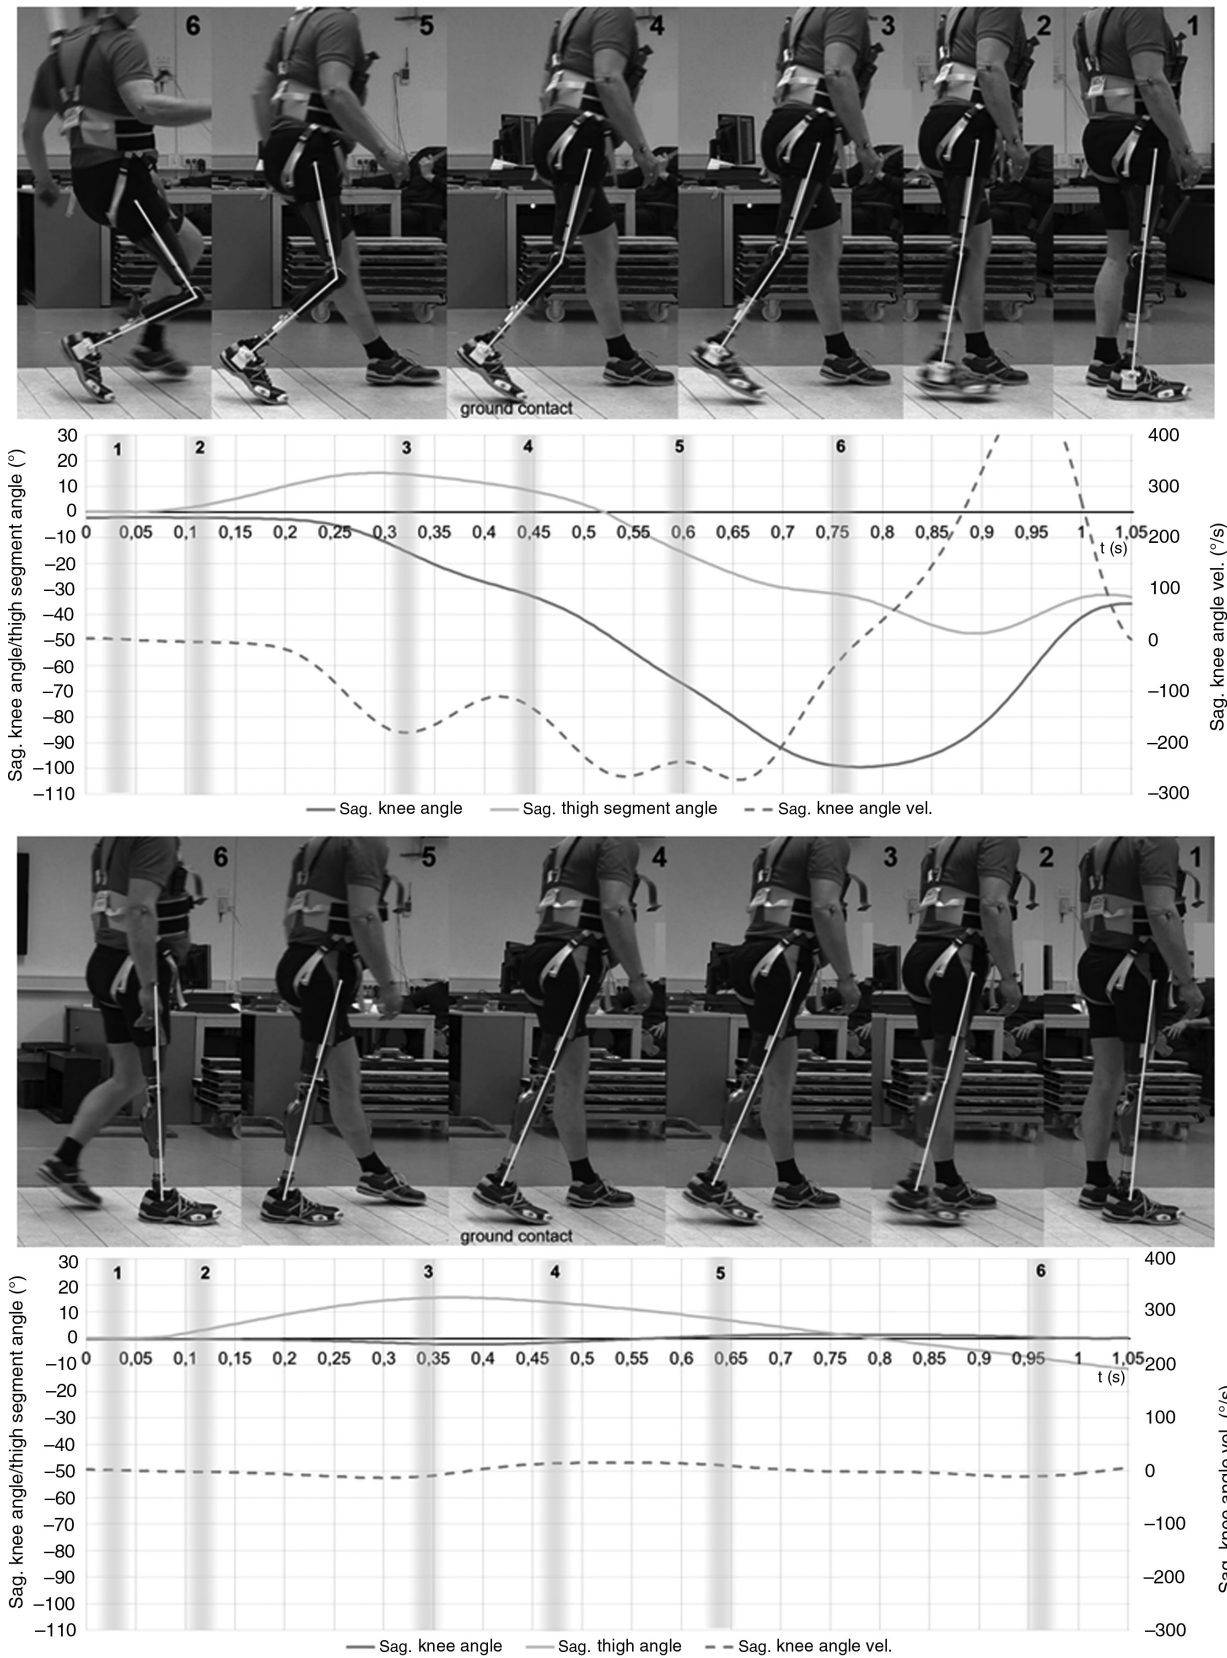 6 5 4 3 2 1
ground contact
30 1 2 3 4 5 6 400
20
10 300
0
0 0,05 0,1 0,15 0,2 0,25 0,3 0,35 0,4 0,45 0,5 0,55 0,6 0,65 0,7 0,75 0,8 0,85 0,9 0,95 1 1,05
–10 200
t (s)
–20
–30 100
–40
–50 0
–60
–70 –100
–80
–90 –200
–100
–110 –300
Sag. knee angle/thigh segment angle (°)
Sag. knee angle vel. (°/s)
Sag. knee angle Sag. thigh segment angle Sag. knee angle vel.
6 5 4 3 2 1
ground contact
30 1 2 3 4 5 6 400
20
10 300
0
0 0,05 0,1 0,15 0,2 0,25 0,3 0,35 0,4 0,45 0,5 0,55 0,6 0,65 0,7 0,75 0,8 0,85 0,9 0,95 1 1,05
–10 200
t (s)
–20
–30 100
–40
–50 0
–60
–70 –100
–80
–90 –200
–100
–110 –300
Sag. knee angle/thigh segment angle (°)
Sag. knee angle vel. (°/s)
Sag. knee angle Sag. thigh angle Sag. knee angle vel.